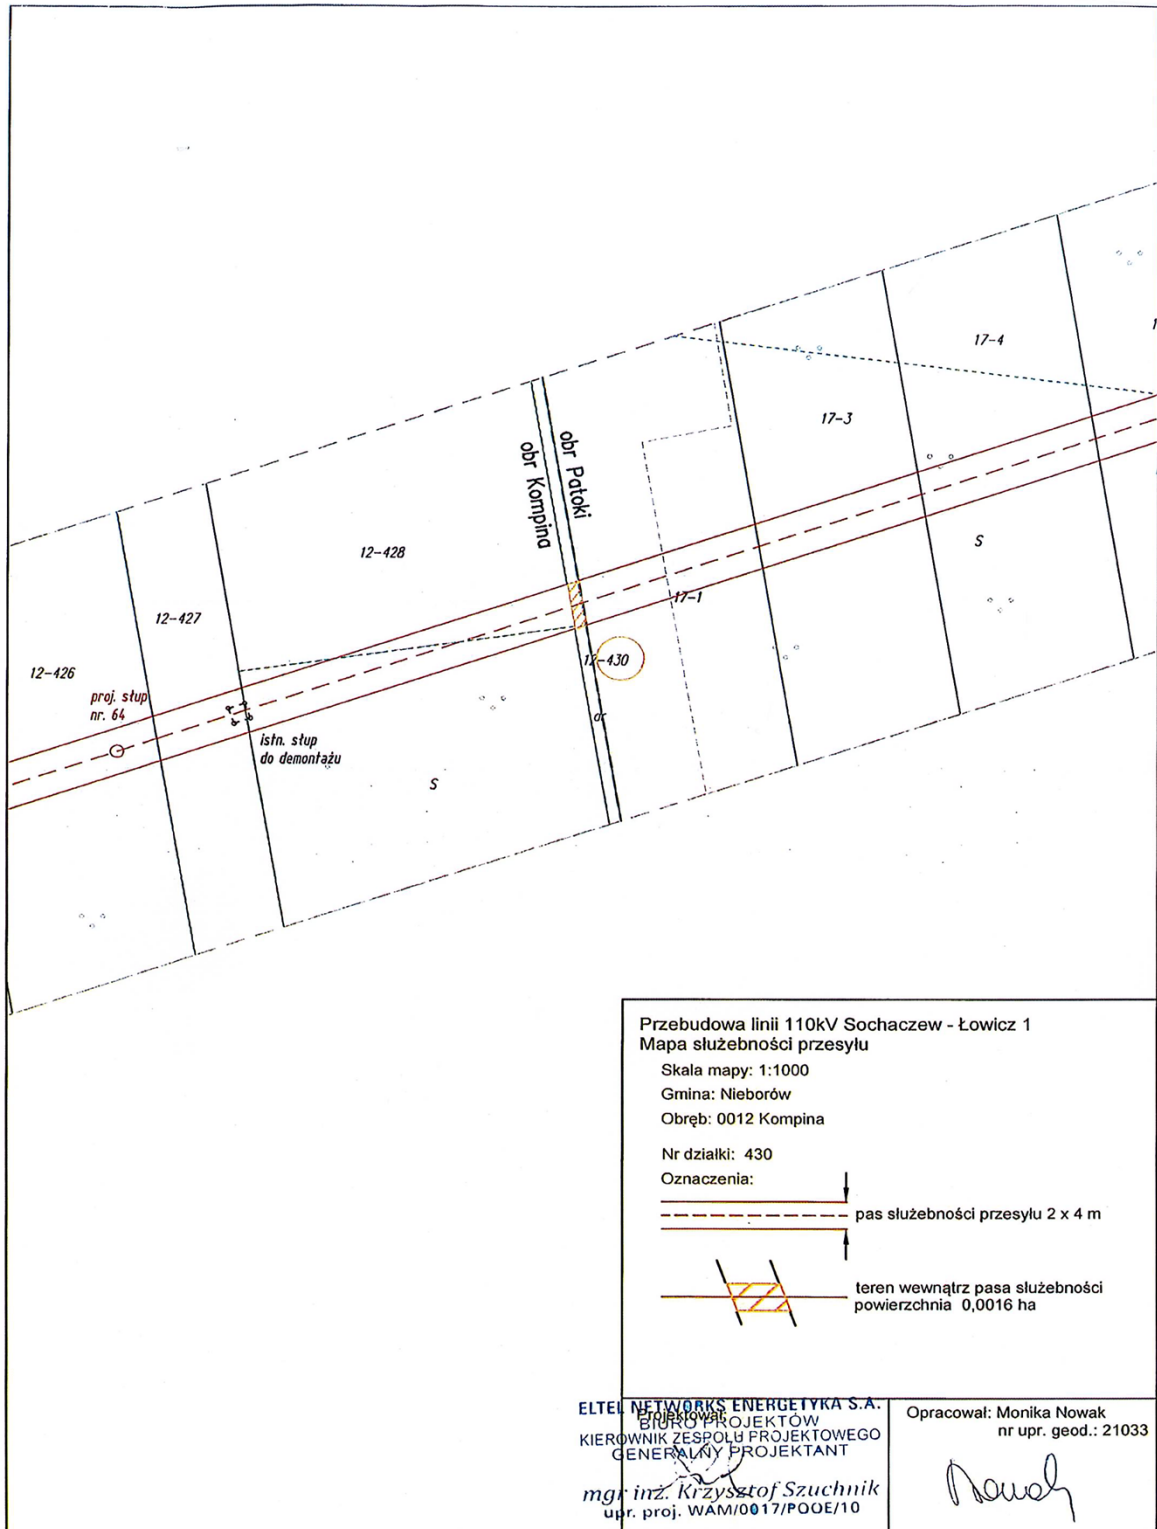 17-4
17-3
obr Patoki
obr Kompina
12-428
12-427
17-1
S
12-426
12-430
proj. słup
nr. 64
dr
istn. słup
do demontażu
S
Przebudowa linii 110kV Sochaczew - Łowicz 1
Mapa służebności przesyłu
Skala mapy: 1:1000
Gmina: Nieborów
Obręb: 0012 Kompina
Nr działki: 430
Oznaczenia:
pas służebności przesyłu 2 x 4 m
teren wewnątrz pasa służebności
powierzchnia 0,0016 ha
ELTEL NETWORKS ENERGETYKA S.A.
Projektował:
BIURO PROJEKTÓW
KIEROWNIK ZESPOŁU PROJEKTOWEGO
GENERALNY PROJEKTANT
mgr inż. Krzysztof Szuchnik
upr. proj. WAM/0017/POOE/10
Opracował: Monika Nowak
nr upr. geod.: 21033
Nowak